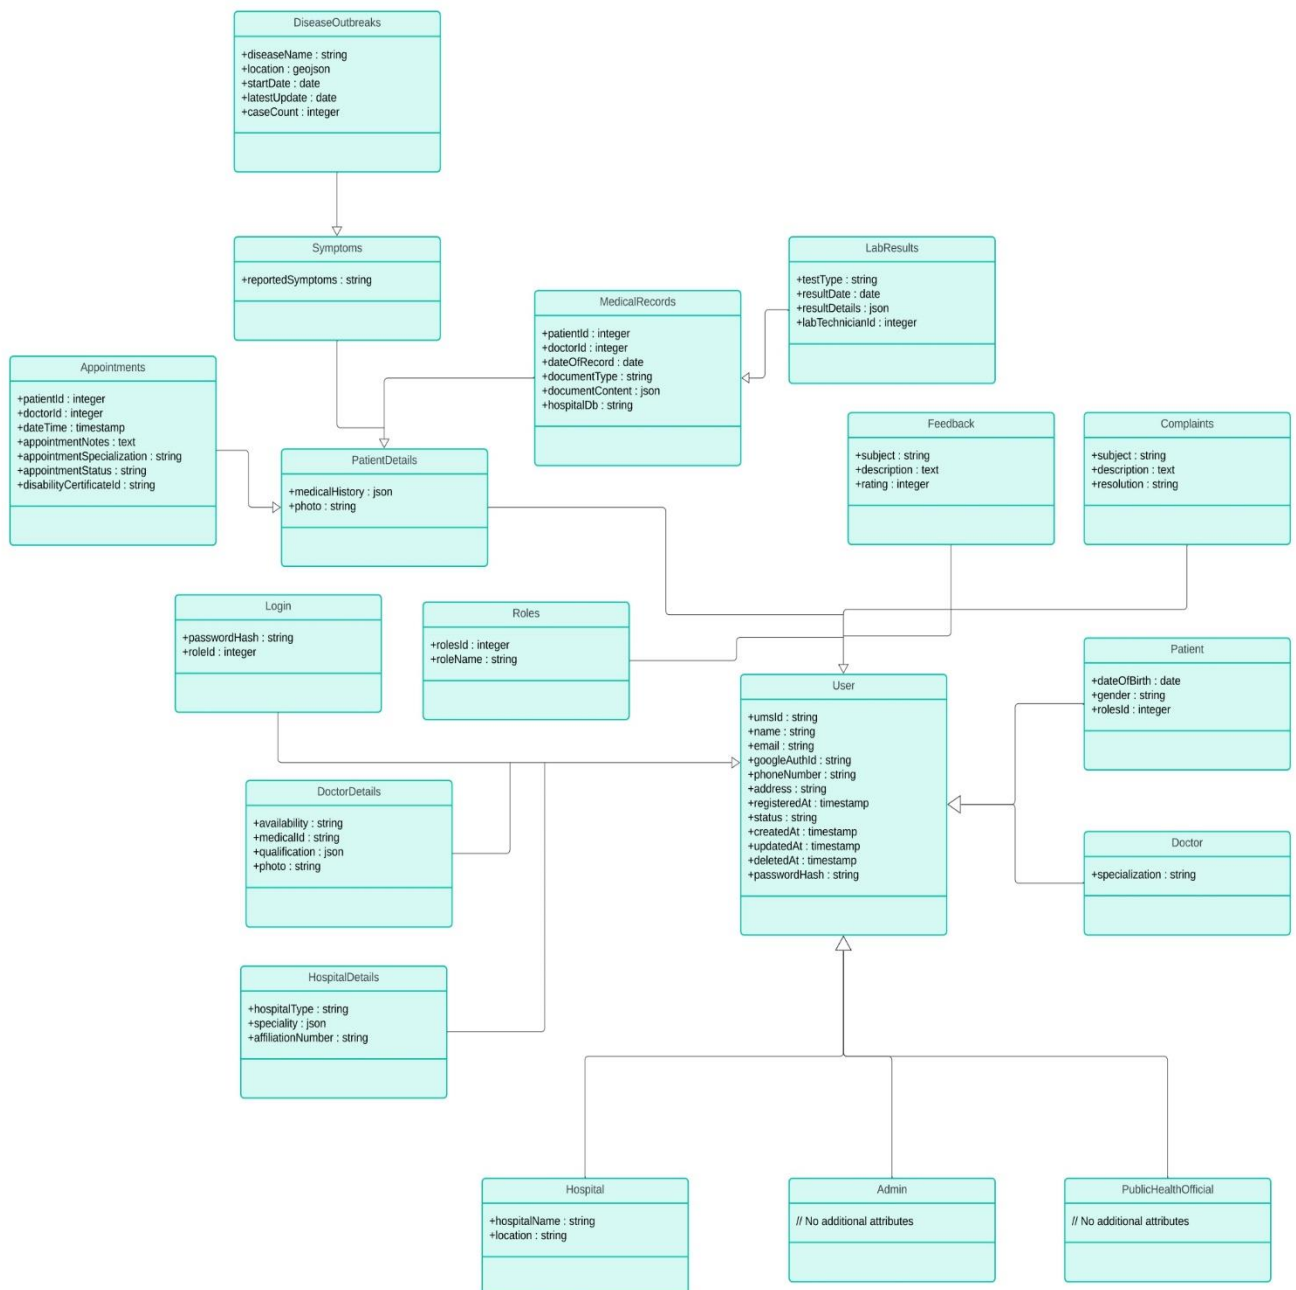 DiseaseOutbreaks
+diseaseName : string
+location : geojson
+startDate : date
+latestUpdate : date
+caseCount : integer
Symptoms
+reportedSymptoms : string
LabResults
+testType : string
+resultDate : date
+resultDetails : json
+labTechnicianId : integer
MedicalRecords
+patientId : integer
+doctorId : integer
+dateOfRecord : date
+documentType : string
+documentContent : json
+hospitalDb : string
Appointments
+patientId : integer
+doctorId : integer
+dateTime : timestamp
+appointmentNotes : text
+appointmentSpecialization : string
+appointmentStatus : string
+disabilityCertificateId : string
PatientDetails
+medicalHistory : json
+photo : string
Feedback
+subject : string
+description : text
+rating : integer
Complaints
+subject : string
+description : text
+resolution : string
Login
+passwordHash : string
+roleId : integer
Roles
+rolesId : integer
+roleName : string
Patient
+dateOfBirth : date
+gender : string
+rolesId : integer
User
+umsId : string
+name : string
+email : string
+googleAuthId : string
+phoneNumber : string
+address : string
+registeredAt : timestamp
+status : string
+createdAt : timestamp
+updatedAt : timestamp
+deletedAt : timestamp
+passwordHash : string
DoctorDetails
+availability : string
+medicalId : string
+qualification : json
+photo : string
Doctor
+specialization : string
HospitalDetails
+hospitalType : string
+speciality : json
+affiliationNumber : string
Hospital
+hospitalName : string
+location : string
Admin
// No additional attributes
PublicHealthOfficial
// No additional attributes